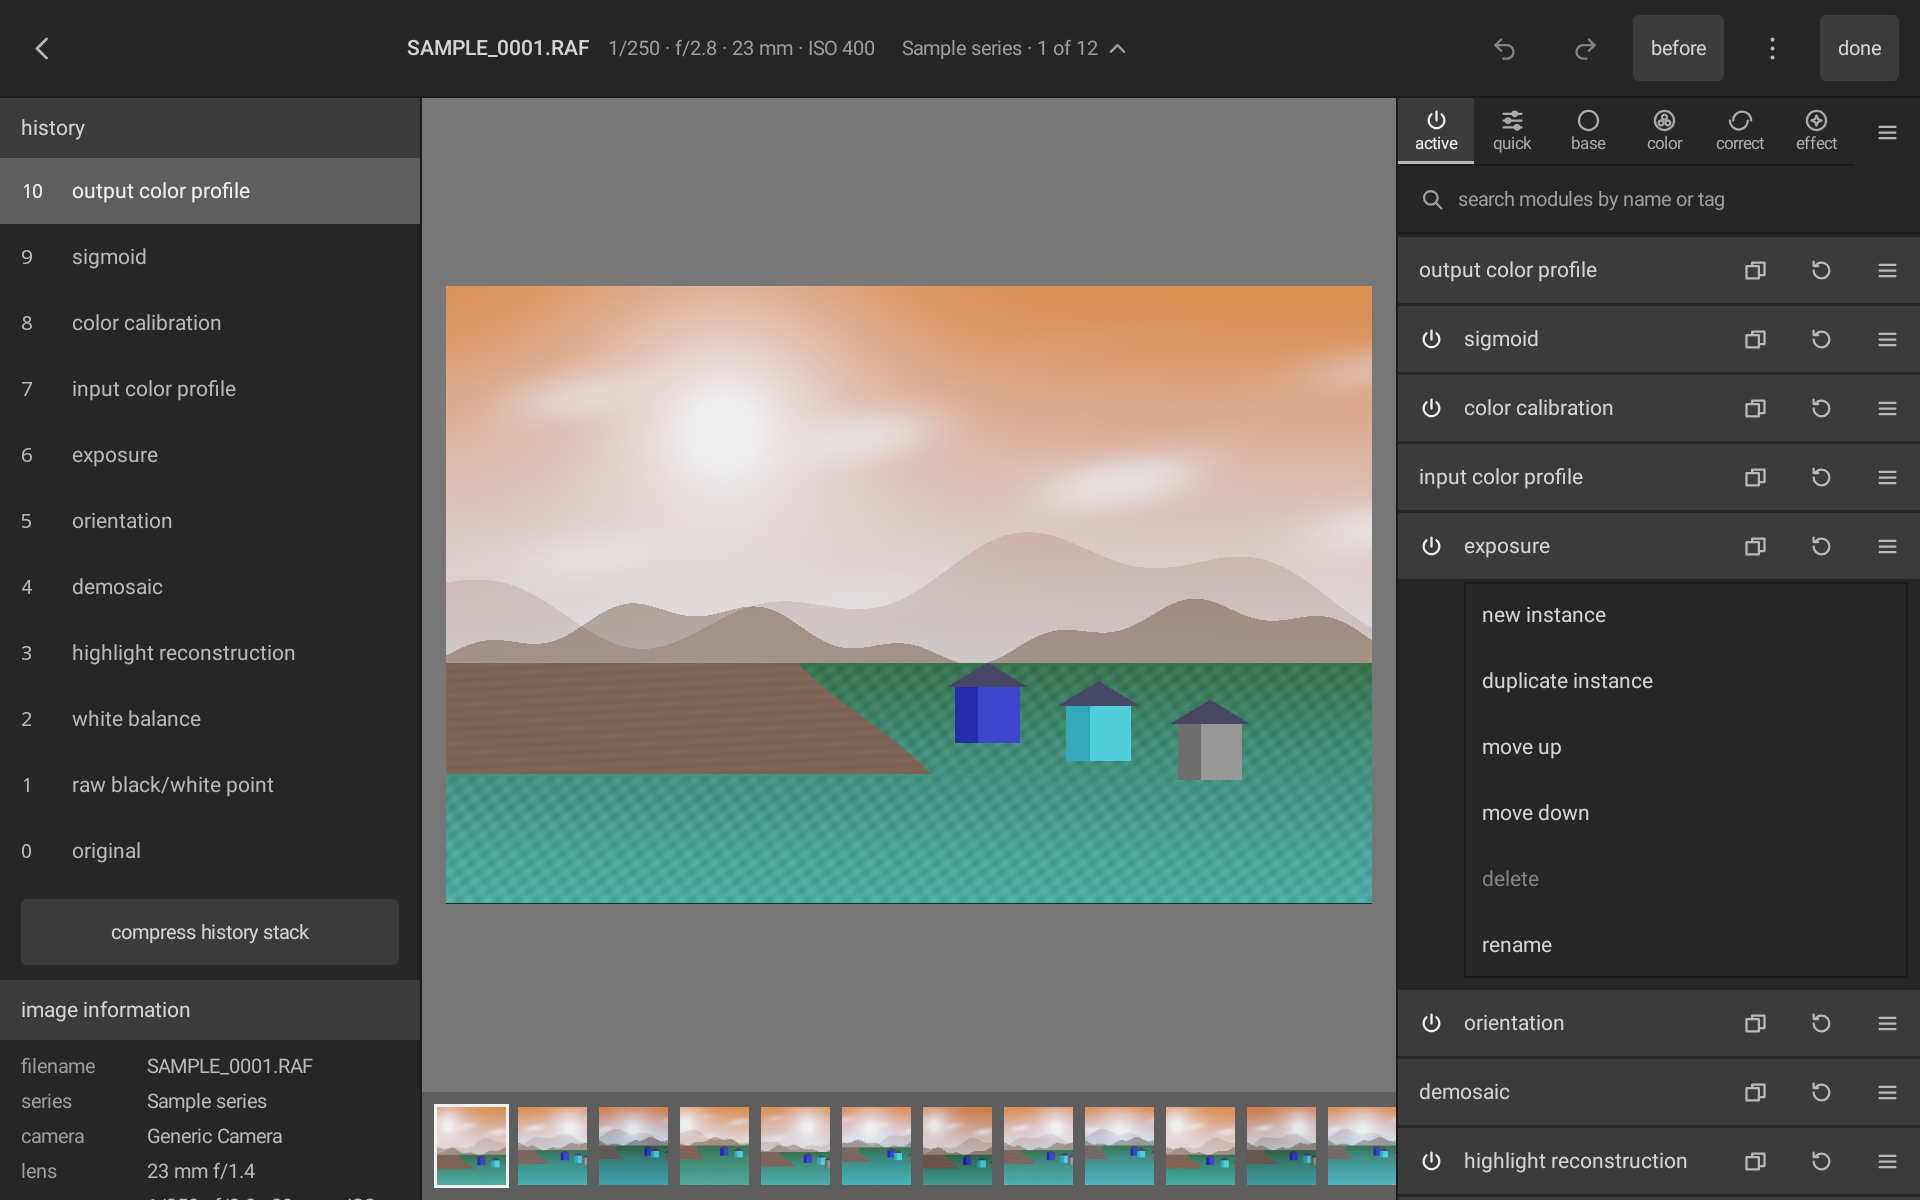 SAMPLE_0001.RAF 1/250 · f/2.8 · 23 mm · ISO 400 Sample series · 1 of 12
before
done
history
10 output color profile
9 sigmoid
8 color calibration
7 input color profile
6 exposure
5 orientation
4 demosaic
3 highlight reconstruction
2 white balance
1 raw black/white point
0 original
compress history stack
image information
filename SAMPLE_0001.RAF
series Sample series
camera Generic Camera
lens 23 mm f/1.4
active quick base color correct effect
search modules by name or tag
output color profile
sigmoid
color calibration
input color profile
exposure
new instance
duplicate instance
move up
move down
delete
rename
orientation
demosaic
highlight reconstruction